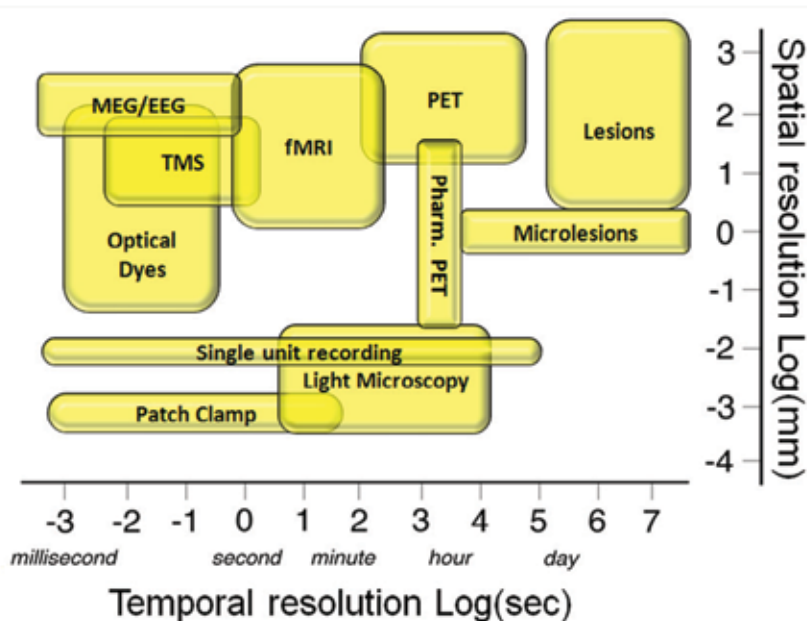 MEG/EEG
TMS
Optical
Dyes
fMRI
PET
Pharm. PET
Lesions
Microlesions
Single unit recording
Light Microscopy
Patch Clamp
3
2
1
0
-1
-2
-3
-4
Spatial resolution Log(mm)
-3 -2 -1 0 1 2 3 4 5 6 7
millisecond second minute hour day
Temporal resolution Log(sec)